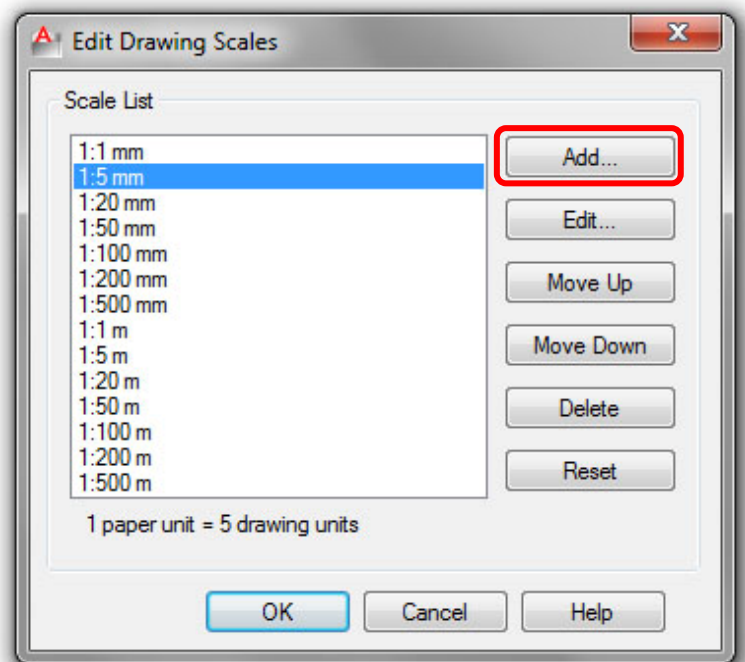 Edit Drawing Scales
Scale List
1:1 mm
1:5 mm
1:20 mm
1:50 mm
1:100 mm
1:200 mm
1:500 mm
1:1 m
1:5 m
1:20 m
1:50 m
1:100 m
1:200 m
1:500 m
Add...
Edit...
Move Up
Move Down
Delete
Reset
1 paper unit = 5 drawing units
OK Cancel Help